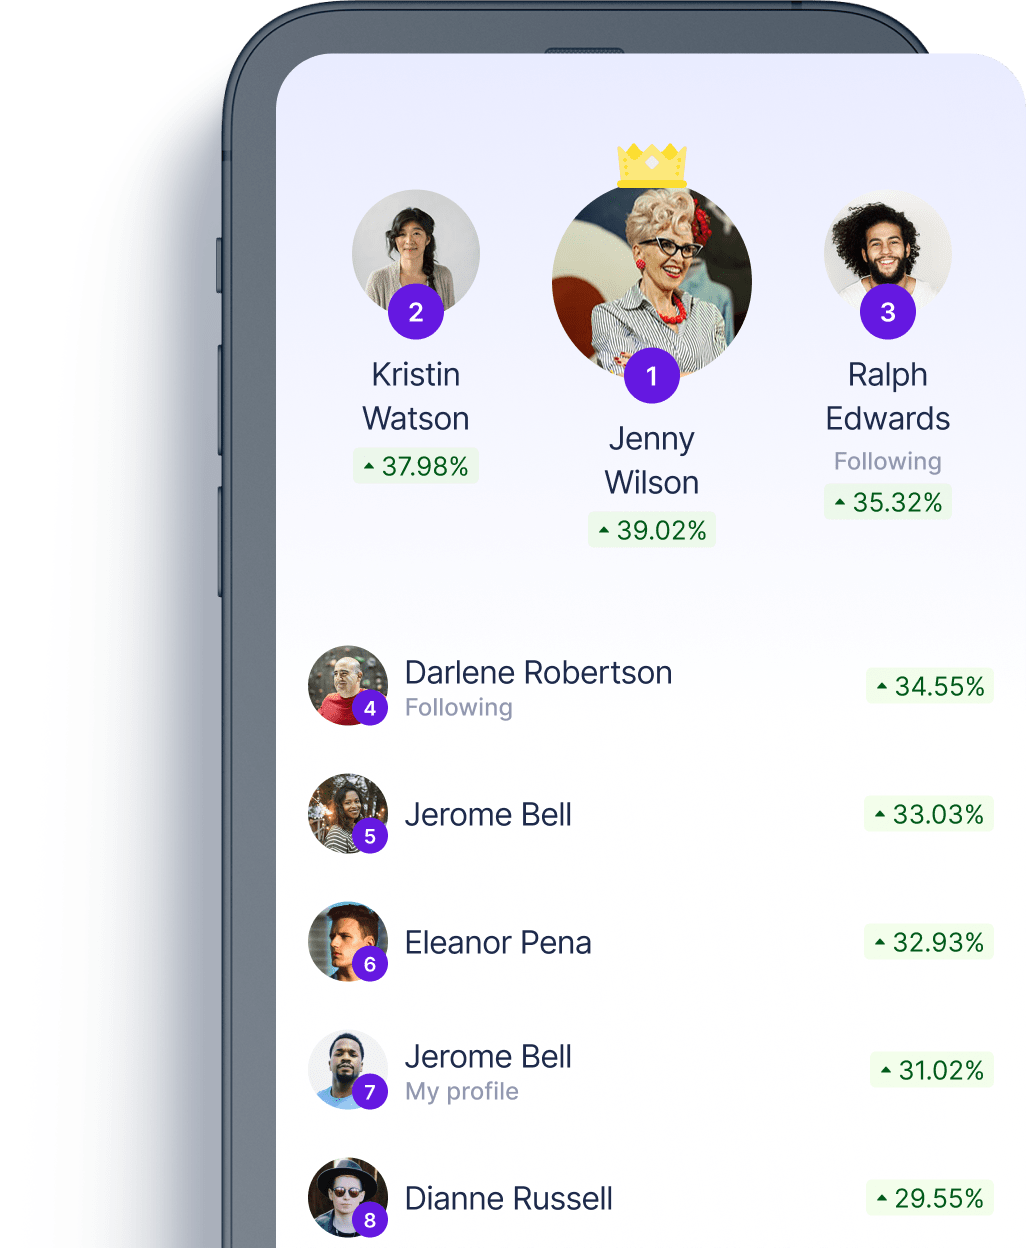 2
Kristin
Watson
37.98%
1
Jenny
Wilson
39.02%
3
Ralph
Edwards
Following
35.32%
4
Darlene Robertson
Following
34.55%
5
Jerome Bell
33.03%
6
Eleanor Pena
32.93%
7
Jerome Bell
My profile
31.02%
8
Dianne Russell
29.55%